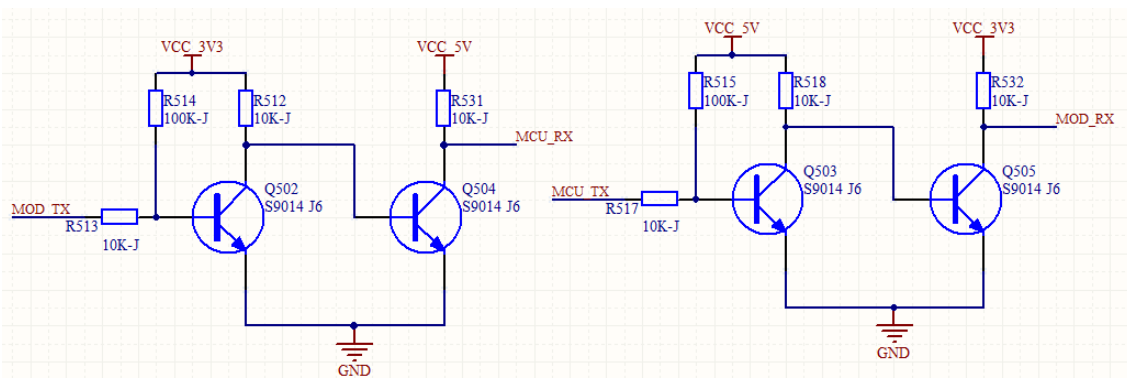 VCC_3V3
R514
100K-J
R512
10K-J
VCC_5V
R531
10K-J
MCU_RX
Q502
S9014 J6
Q504
S9014 J6
MOD_TX
R513
10K-J
GND
VCC_5V
R515
100K-J
R518
10K-J
VCC_3V3
R532
10K-J
MOD_RX
Q503
S9014 J6
Q505
S9014 J6
MCU_TX
R517
10K-J
GND